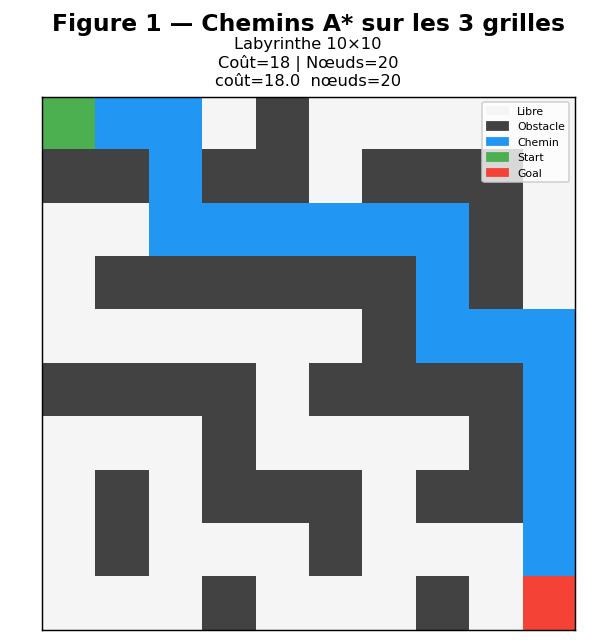 Figure 1 — Chemins A* sur les 3 grilles
Labyrinthe 10×10
Coût=18 | Nœuds=20
coût=18.0  nœuds=20
Libre
Obstacle
Chemin
Start
Goal